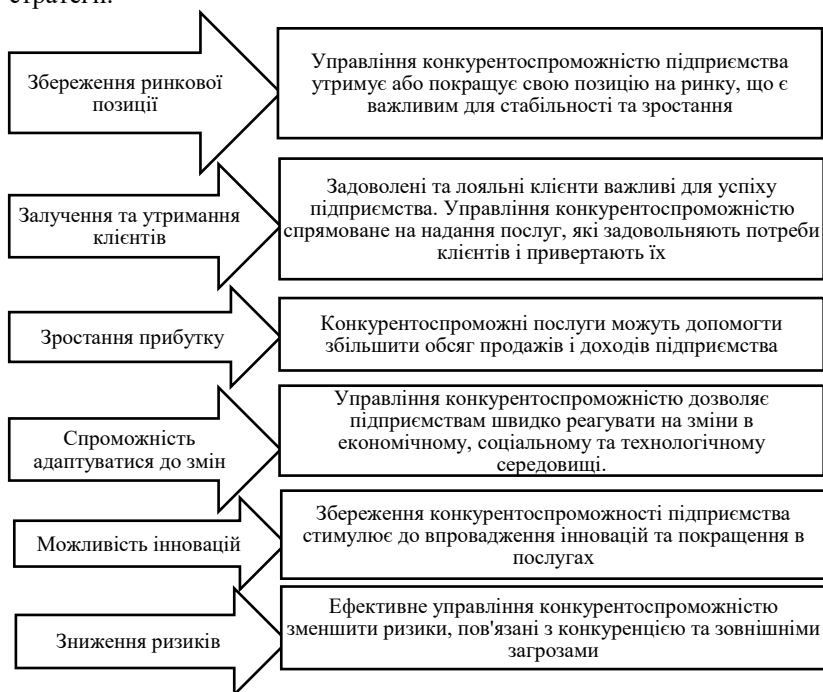 стратегії.
Збереження ринкової
позиції
Управління конкурентоспроможністю підприємства
утримує або покращує свою позицію на ринку, що є
важливим для стабільності та зростання
Залучення та утримання
клієнтів
Задоволені та лояльні клієнти важливі для успіху
підприємства. Управління конкурентоспроможністю
спрямоване на надання послуг, які задовольняють потреби
клієнтів і привертають їх
Зростання прибутку
Конкурентоспроможні послуги можуть допомогти
збільшити обсяг продажів і доходів підприємства
Спроможність
адаптуватися до змін
Управління конкурентоспроможністю дозволяє
підприємствам швидко реагувати на зміни в
економічному, соціальному та технологічному
середовищі.
Можливість інновацій
Збереження конкурентоспроможності підприємства
стимулює до впровадження інновацій та покращення в
послугах
Зниження ризиків
Ефективне управління конкурентоспроможністю
зменшити ризики, пов'язані з конкуренцією та зовнішніми
загрозами